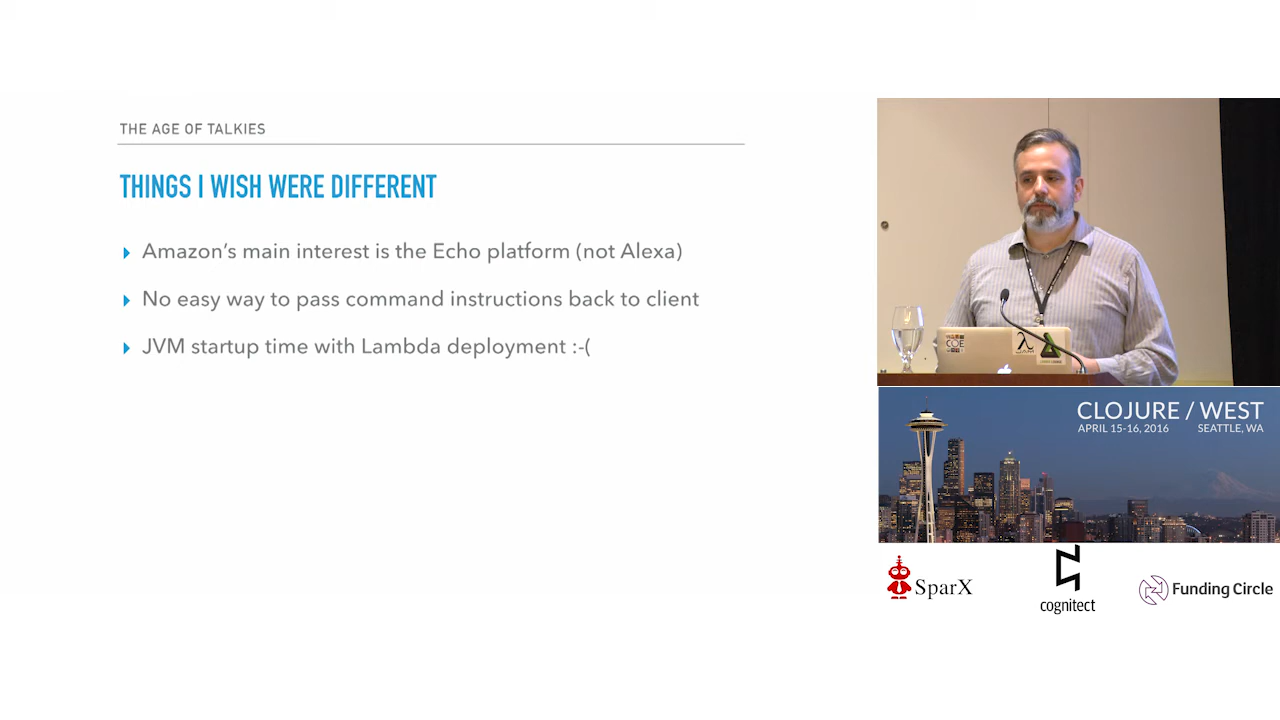 THE AGE OF TALKIES
THINGS I WISH WERE DIFFERENT
Amazon's main interest is the Echo platform (not Alexa)
No easy way to pass command instructions back to client
JVM startup time with Lambda deployment :-(
COE
λ
CLOJURE / WEST
APRIL 15-16, 2016 SEATTLE, WA
SparX
cognitect
Funding Circle